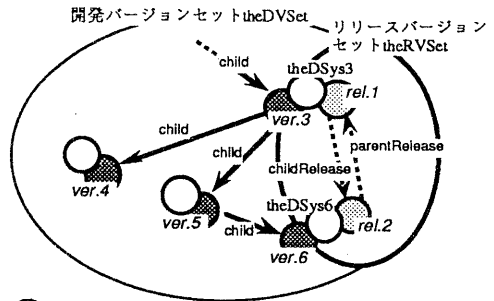 開発バージョンセットtheDVSet
リリースバージョン
セットtheRVSet
child
theDSys3
rel.1
ver.3
child
child
childRelease
parentRelease
ver.4
theDSys6
ver.5
child
rel.2
ver.6